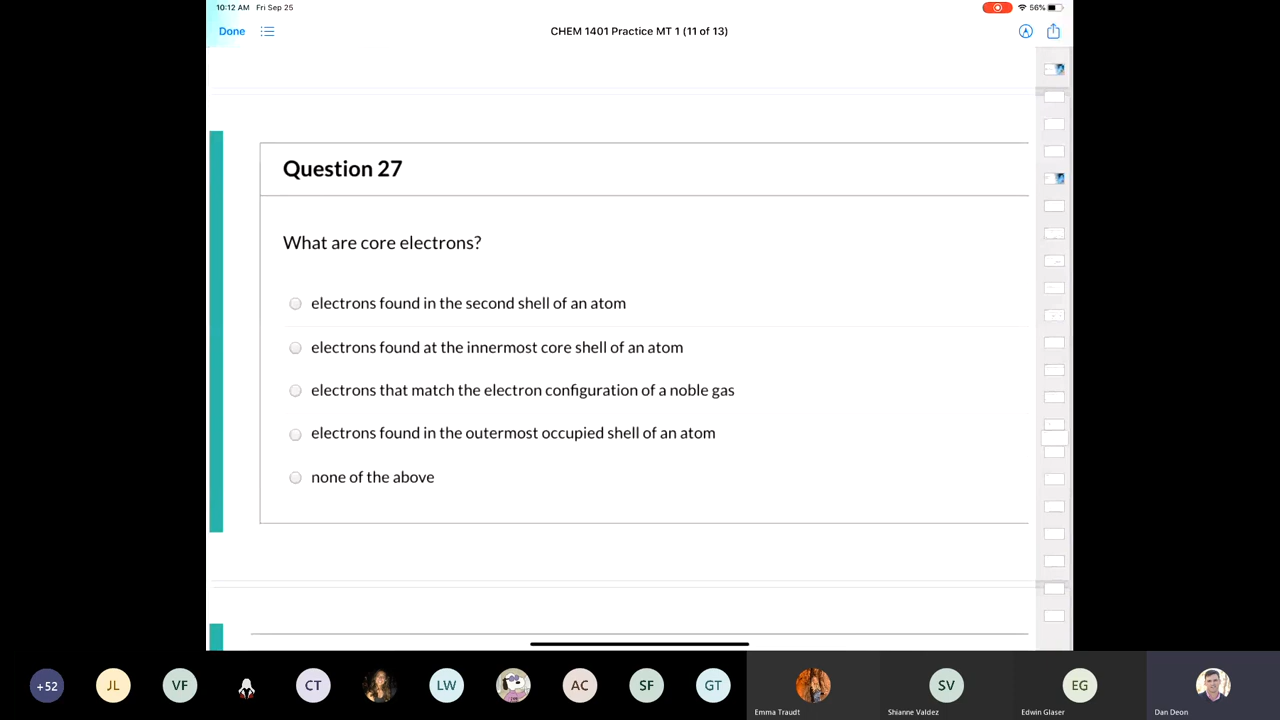 10:12 AM Fri Sep 25
56%
Done
CHEM 1401 Practice MT 1 (11 of 13)
Question 27
What are core electrons?
electrons found in the second shell of an atom
electrons found at the innermost core shell of an atom
electrons that match the electron configuration of a noble gas
electrons found in the outermost occupied shell of an atom
none of the above
+52
JL
VF
CT
LW
AC
SF
GT
SV
EG
Emma Traudt
Shianne Valdez
Edwin Glaser
Dan Deon